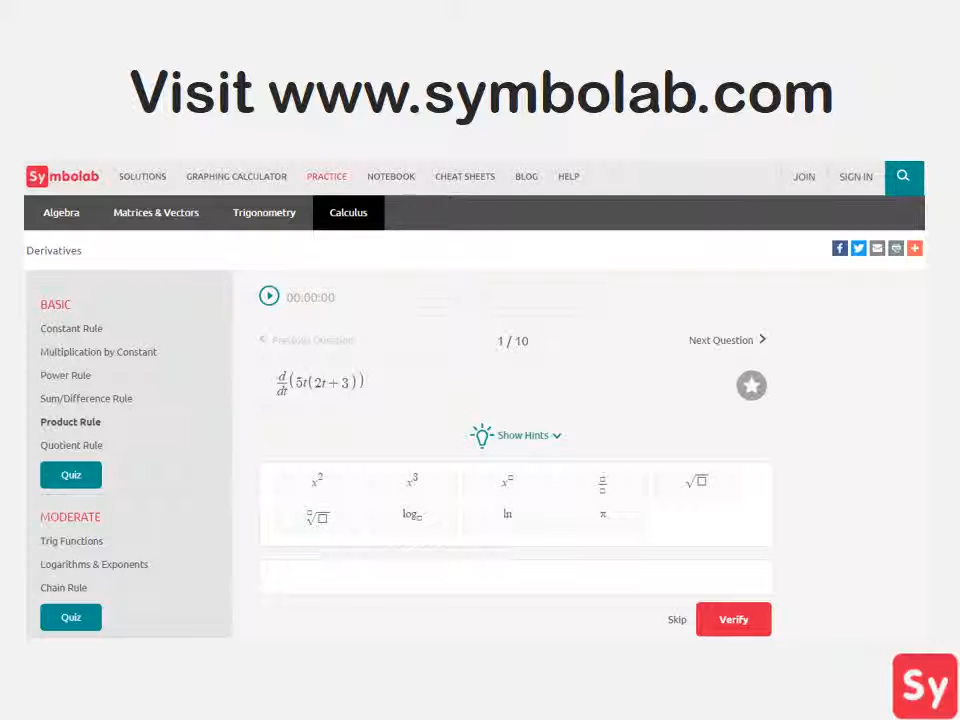 Visit www.symbolab.com
Symbolab SOLUTIONS GRAPHING CALCULATOR PRACTICE NOTEBOOK CHEAT SHEETS BLOG HELP JOIN SIGN IN
Algebra Matrices & Vectors Trigonometry Calculus
Derivatives
BASIC
Constant Rule
Multiplication by Constant
Power Rule
Sum/Difference Rule
Product Rule
Quotient Rule
Quiz
MODERATE
Trig Functions
Logarithms & Exponents
Chain Rule
Quiz
00:00:00
Previous Question 1 / 10 Next Question
d/dt(5t(2t+3))
Show Hints
x² x³ x^□ □/□ √□
□√□ log□ ln π
Skip Verify
Sy